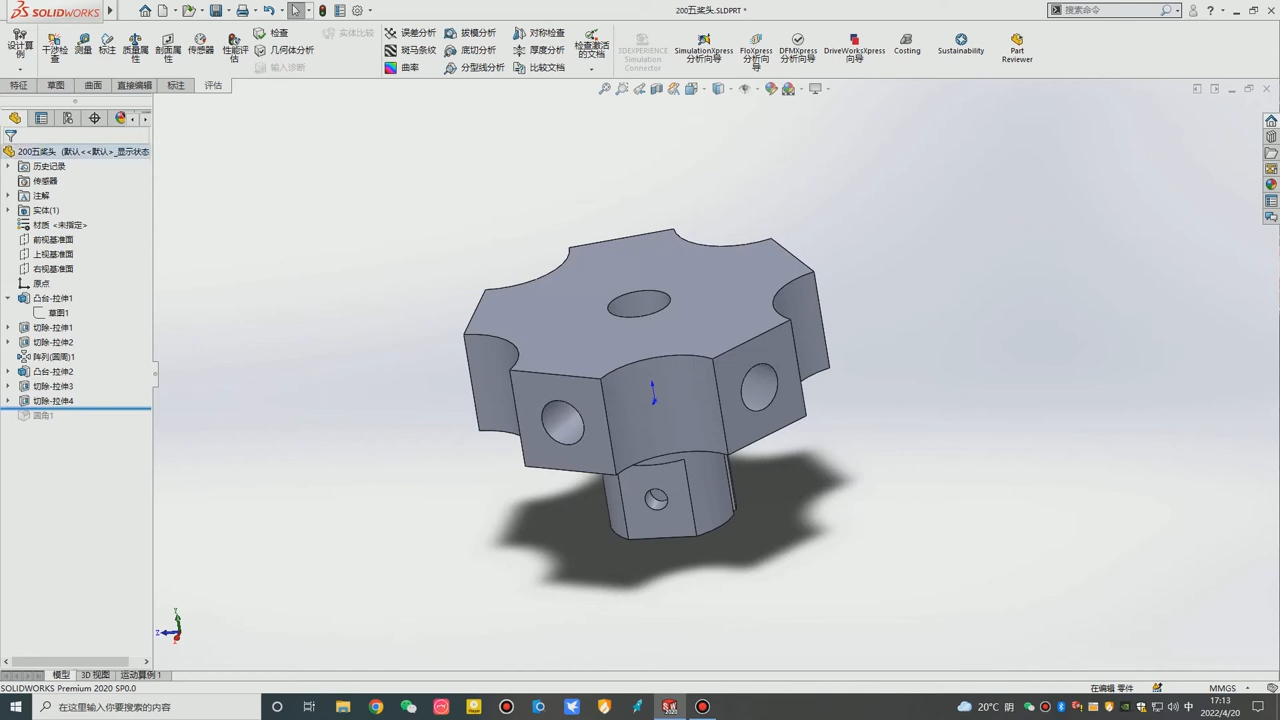 SOLIDWORKS
200五桨头.SLDPRT *
搜索命令
设计算例
干涉检查
测量
标注
质量属性
剖面属性
传感器
性能评估
检查
几何体分析
输入诊断
实体比较
误差分析
斑马条纹
曲率
拔模分析
底切分析
分型线分析
对称检查
厚度分析
比较文档
检查激活的文档
3DEXPERIENCE Simulation Connector
SimulationXpress 分析向导
FloXpress 分析向导
DFMXpress 分析向导
DriveWorksXpress 向导
Costing
Sustainability
Part Reviewer
特征
草图
曲面
直接编辑
标注
评估
200五桨头 (默认<<默认>_显示状态
历史记录
传感器
注解
实体(1)
材质 <未指定>
前视基准面
上视基准面
右视基准面
原点
凸台-拉伸1
草图1
切除-拉伸1
切除-拉伸2
阵列(圆周)1
凸台-拉伸2
切除-拉伸3
切除-拉伸4
圆角1
Y
Z
模型
3D 视图
运动算例 1
SOLIDWORKS Premium 2020 SP0.0
在编辑 零件
MMGS
在这里输入你要搜索的内容
20°C 阴
中
17:13
2022/4/20